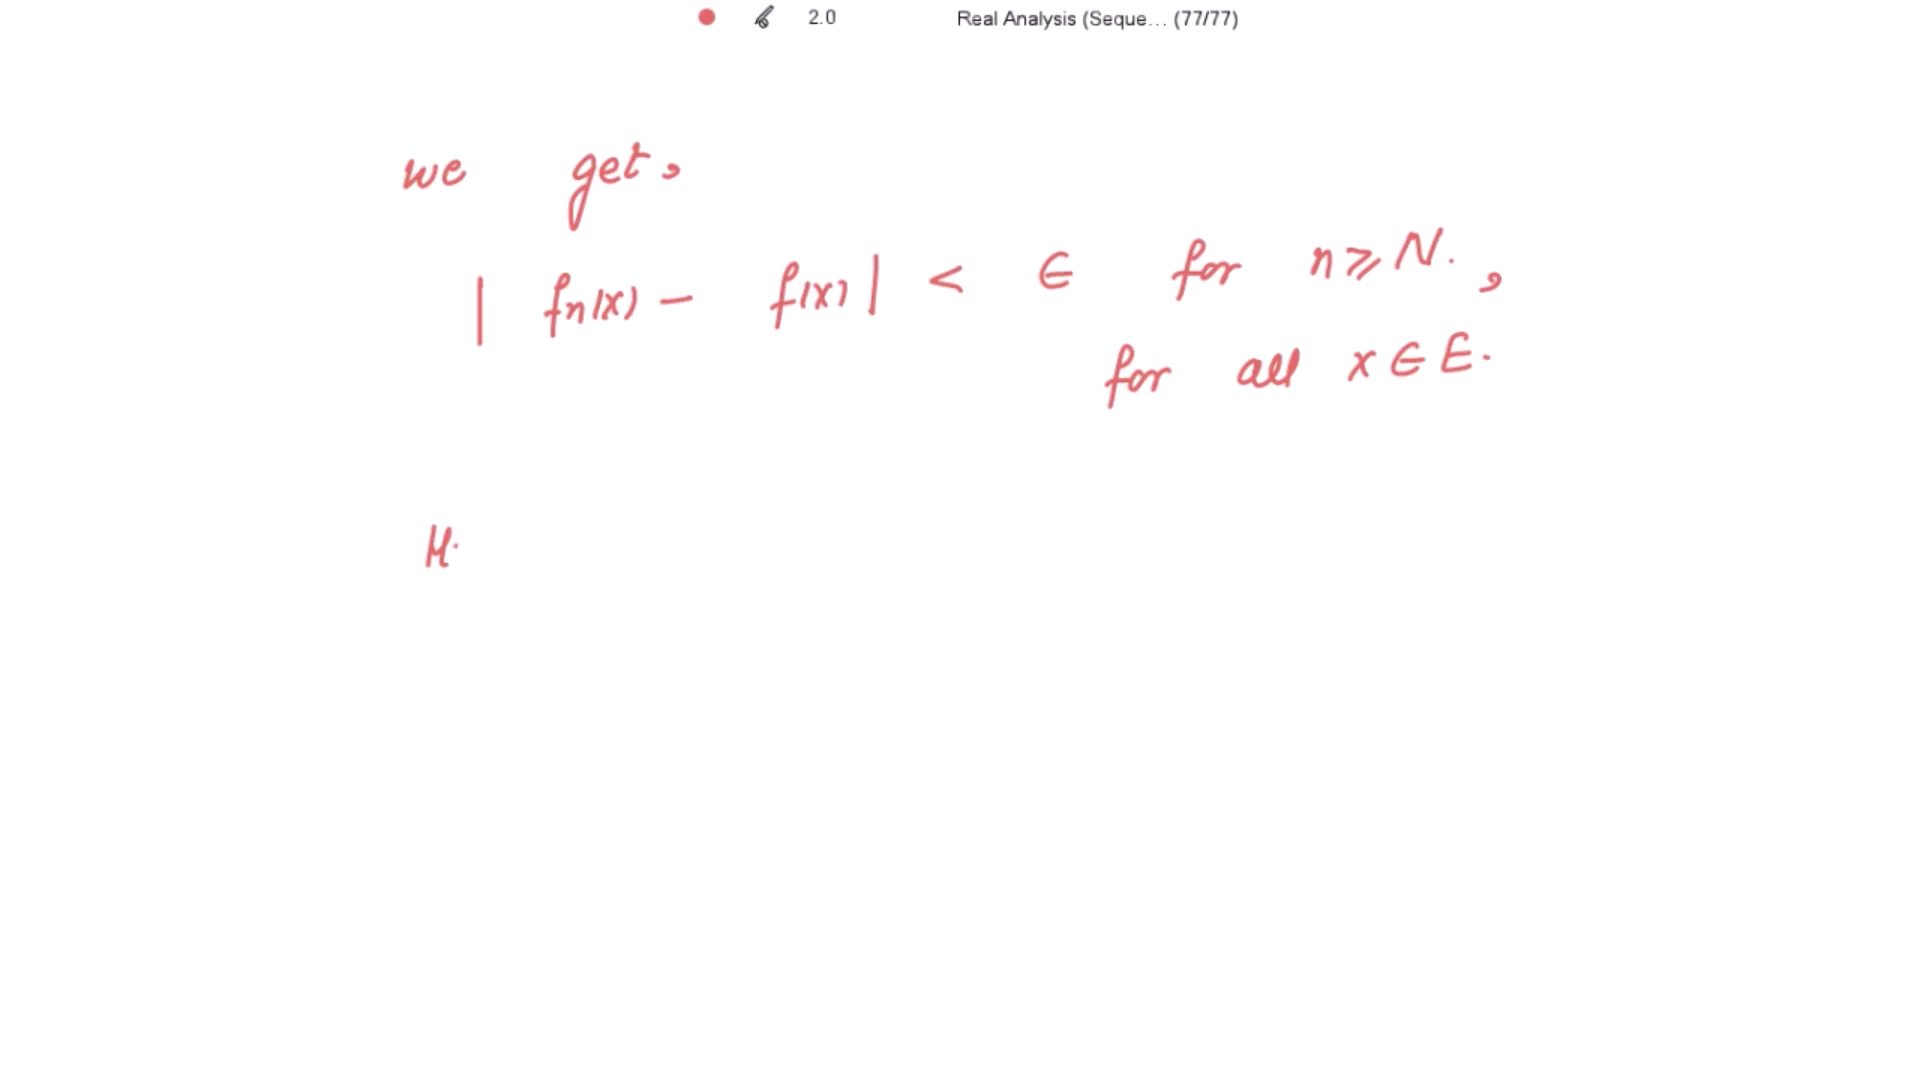 2.0 Real Analysis (Seque... (77/77)
we get,
| fn(x) - f(x) | < ∈ for n ⩾ N. ,
for all x ∈ E.